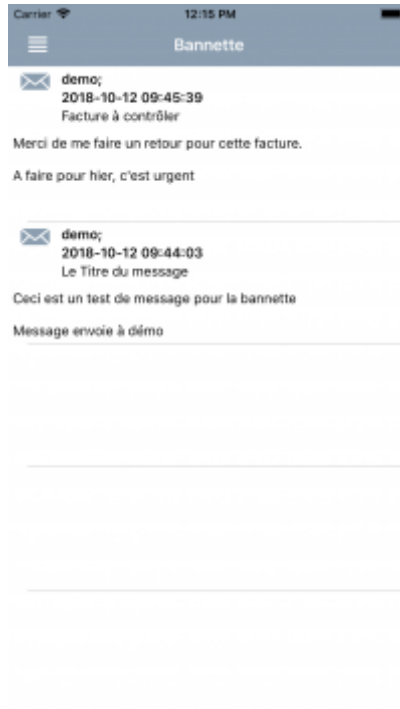 Carrier 12:15 PM
Bannette
demo;
2018-10-12 09:45:39
Facture à contrôler
Merci de me faire un retour pour cette facture.
A faire pour hier, c'est urgent
demo;
2018-10-12 09:44:03
Le Titre du message
Ceci est un test de message pour la bannette
Message envoie à démo